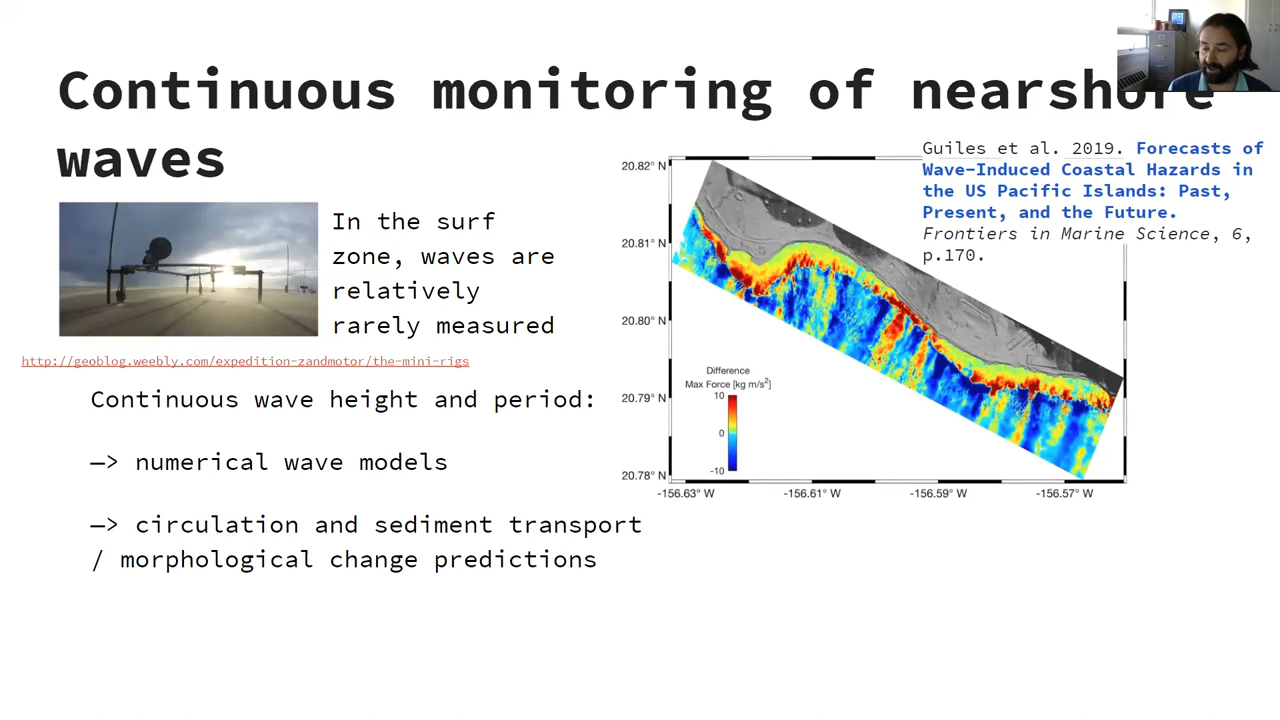 Continuous monitoring of nearshore
waves
In the surf
zone, waves are
relatively
rarely measured
http://geoblog.weebly.com/expedition-zandmotor/the-mini-rigs
Continuous wave height and period:
—> numerical wave models
—> circulation and sediment transport
/ morphological change predictions
Guiles et al. 2019. Forecasts of
Wave-Induced Coastal Hazards in
the US Pacific Islands: Past,
Present, and the Future.
Frontiers in Marine Science, 6,
p.170.
20.82° N
20.81° N
20.80° N
20.79° N
20.78° N
Difference
Max Force [kg m/s²]
10
0
-10
-156.63° W
-156.61° W
-156.59° W
-156.57° W